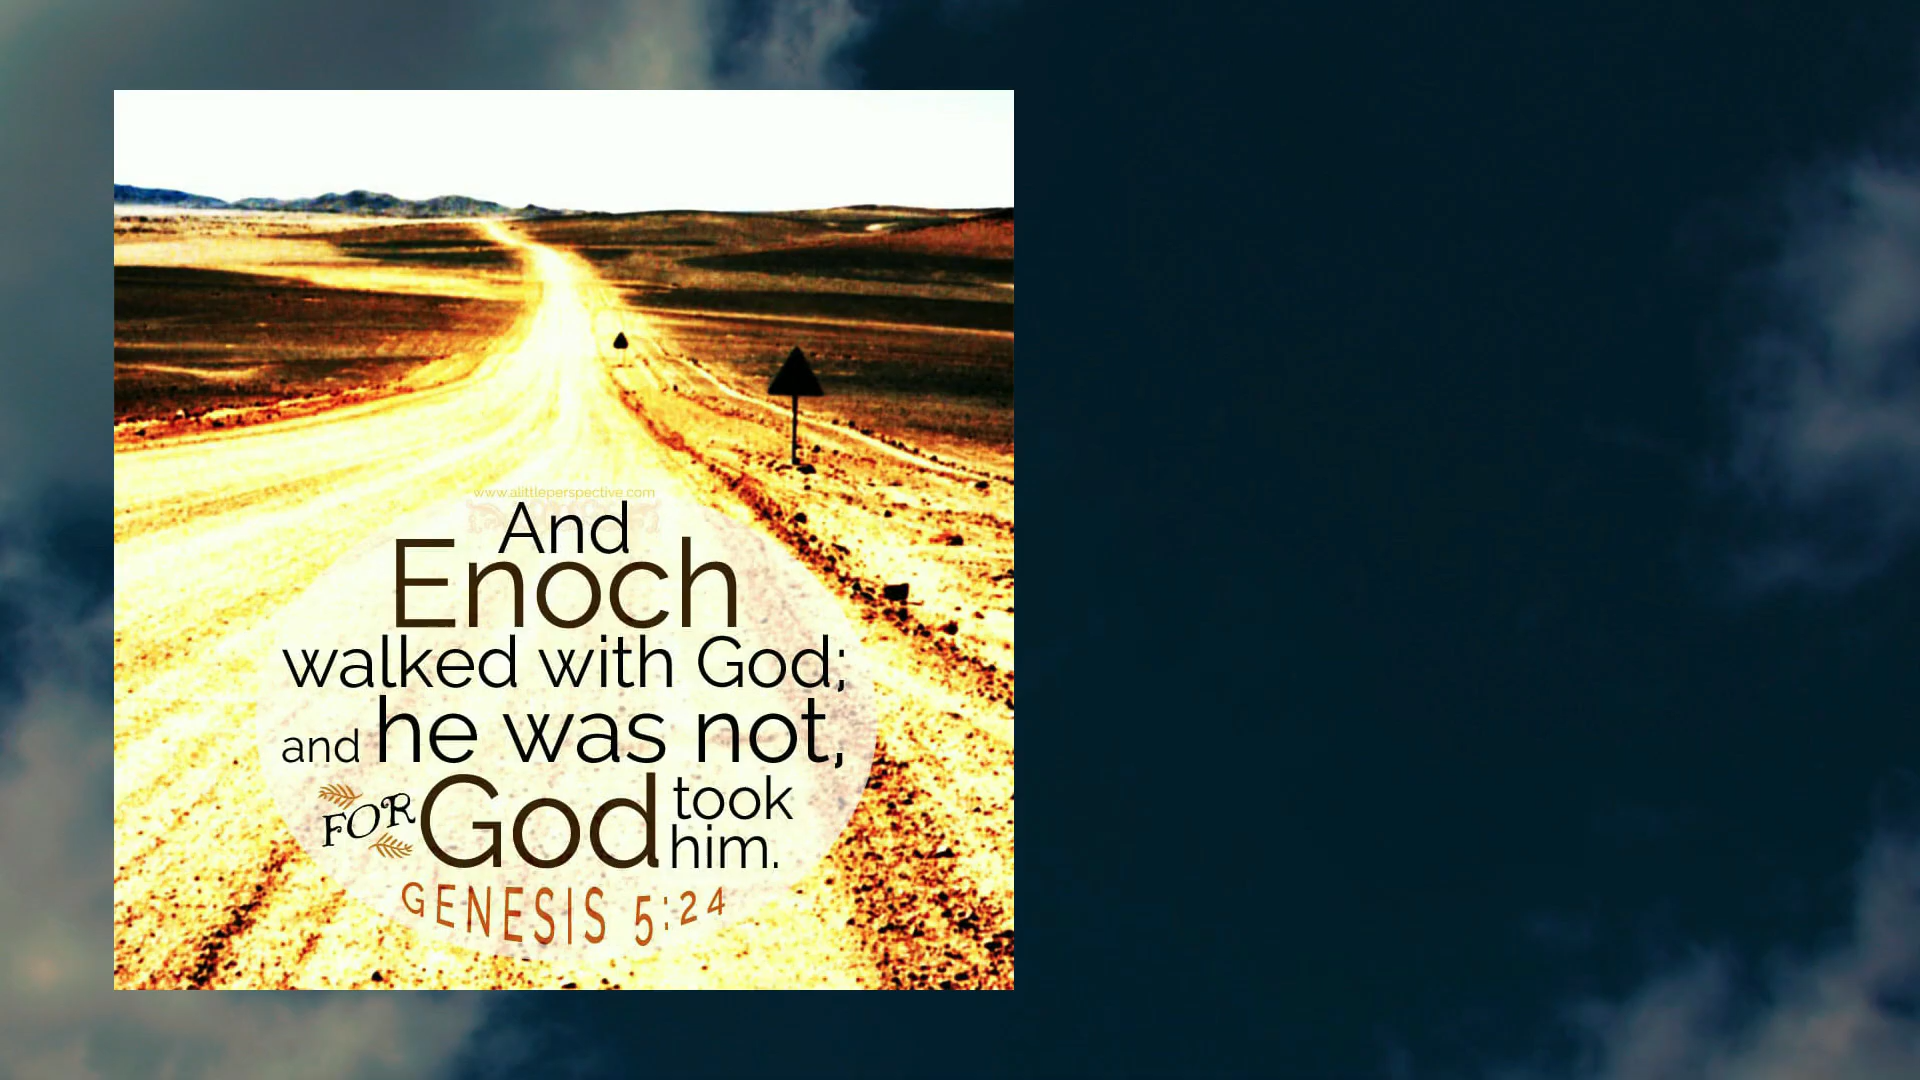 www.alittleperspective.com
And
Enoch
walked with God;
and he was not,
FOR God took
him.
GENESIS 5:24